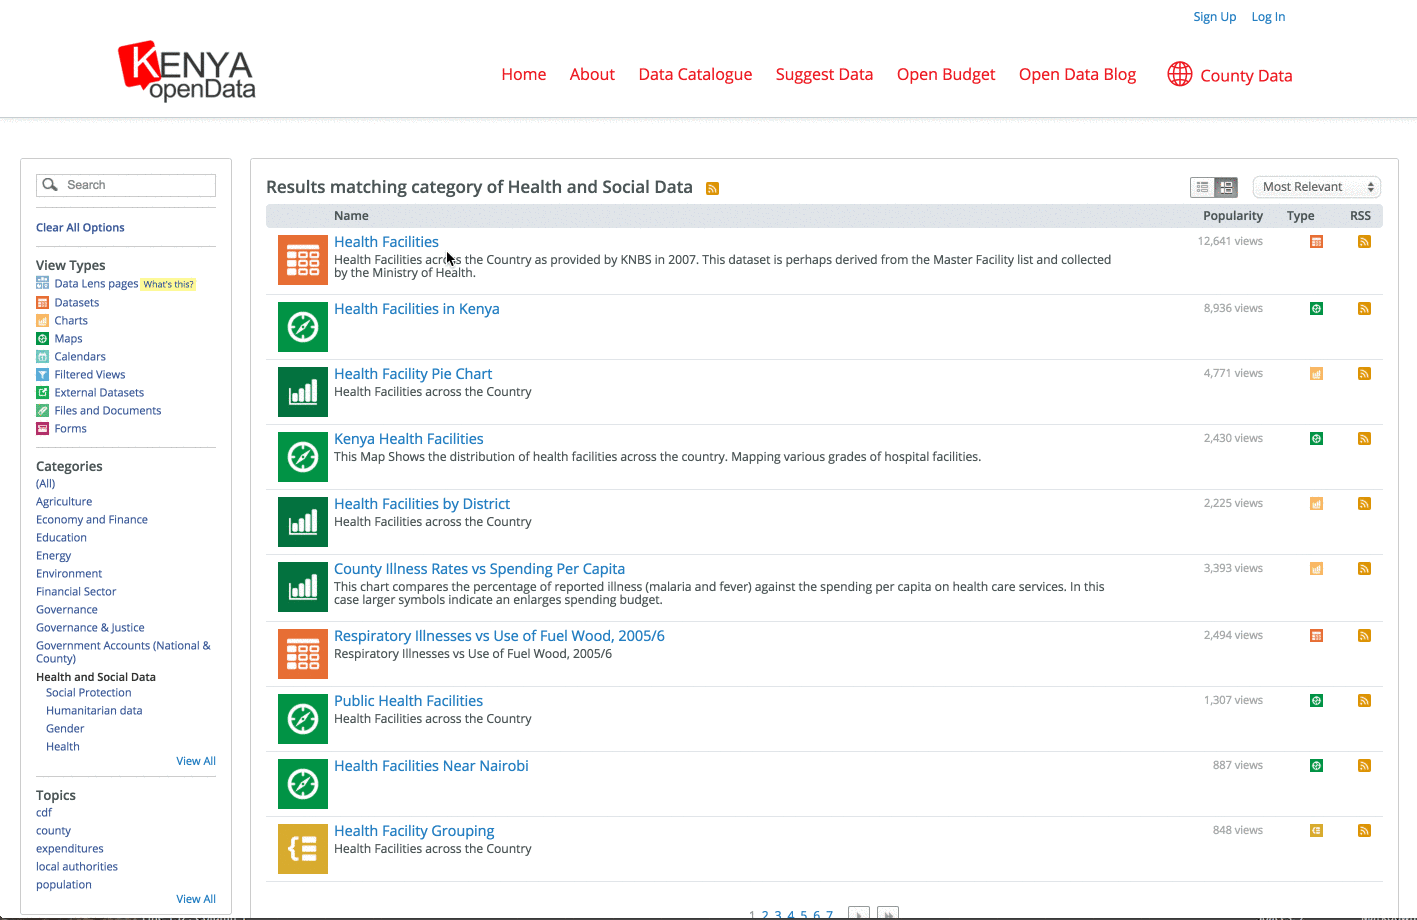 Sign Up Log In
KENYA
openData
Home About Data Catalogue Suggest Data Open Budget Open Data Blog County Data
Search
Clear All Options
View Types
Data Lens pages What's this?
Datasets
Charts
Maps
Calendars
Filtered Views
External Datasets
Files and Documents
Forms
Categories
(All)
Agriculture
Economy and Finance
Education
Energy
Environment
Financial Sector
Governance
Governance & Justice
Government Accounts (National &
County)
Health and Social Data
Social Protection
Humanitarian data
Gender
Health
View All
Topics
cdf
county
expenditures
local authorities
population
View All
Results matching category of Health and Social Data
Most Relevant
Name Popularity Type RSS
Health Facilities 12,641 views
Health Facilities across the Country as provided by KNBS in 2007. This dataset is perhaps derived from the Master Facility list and collected
by the Ministry of Health.
Health Facilities in Kenya 8,936 views
Health Facility Pie Chart 4,771 views
Health Facilities across the Country
Kenya Health Facilities 2,430 views
This Map Shows the distribution of health facilities across the country. Mapping various grades of hospital facilities.
Health Facilities by District 2,225 views
Health Facilities across the Country
County Illness Rates vs Spending Per Capita 3,393 views
This chart compares the percentage of reported illness (malaria and fever) against the spending per capita on health care services. In this
case larger symbols indicate an enlarges spending budget.
Respiratory Illnesses vs Use of Fuel Wood, 2005/6 2,494 views
Respiratory Illnesses vs Use of Fuel Wood, 2005/6
Public Health Facilities 1,307 views
Health Facilities across the Country
Health Facilities Near Nairobi 887 views
Health Facility Grouping 848 views
Health Facilities across the Country
1 2 3 4 5 6 7